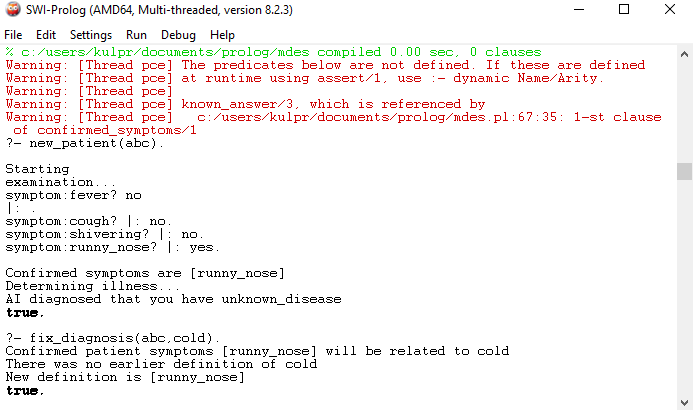 SWI-Prolog (AMD64, Multi-threaded, version 8.2.3)
File Edit Settings Run Debug Help
% c:/users/kulpr/documents/prolog/mdes compiled 0.00 sec, 0 clauses
Warning: [Thread pce] The predicates below are not defined. If these are defined
Warning: [Thread pce] at runtime using assert/1, use :- dynamic Name/Arity.
Warning: [Thread pce]
Warning: [Thread pce] known_answer/3, which is referenced by
Warning: [Thread pce]   c:/users/kulpr/documents/prolog/mdes.pl:67:35: 1-st clause
 of confirmed_symptoms/1
?- new_patient(abc).
Starting
examination...
symptom:fever? no
|: .
symptom:cough? |: no.
symptom:shivering? |: no.
symptom:runny_nose? |: yes.
Confirmed symptoms are [runny_nose]
Determining illness...
AI diagnosed that you have unknown_disease
true.
?- fix_diagnosis(abc,cold).
Confirmed patient symptoms [runny_nose] will be related to cold
There was no earlier definition of cold
New definition is [runny_nose]
true.